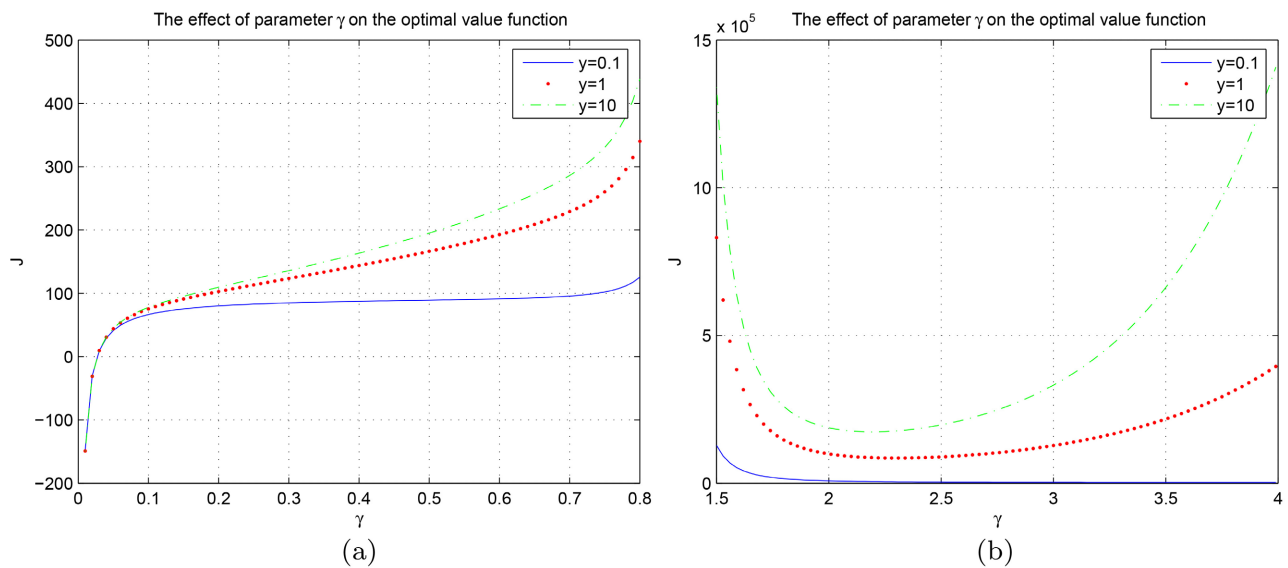 The effect of parameter γ on the optimal value function
500
400
300
200
100
0
−100
−200
J
y=0.1
y=1
y=10
0
0.1
0.2
0.3
0.4
0.5
0.6
0.7
0.8
γ
(a)
The effect of parameter γ on the optimal value function
x 10⁵
15
10
5
0
J
y=0.1
y=1
y=10
1.5
2
2.5
3
3.5
4
γ
(b)